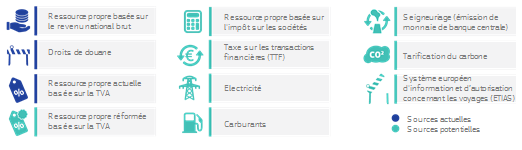 Ressource propre basée sur
le revenu national brut
Droits de douane
%
Ressource propre actuelle
basée sur la TVA
%
Ressource propre réformée
basée sur la TVA
Ressource propre basée sur
l'impôt sur les sociétés
€
Taxe sur les transactions
financières (TTF)
Electricité
Carburants
Seigneuriage (émission de
monnaie de banque centrale)
CO²
Tarification du carbone
Système européen
d'information et d'autorisation
concernant les voyages (ETIAS)
Sources actuelles
Sources potentielles